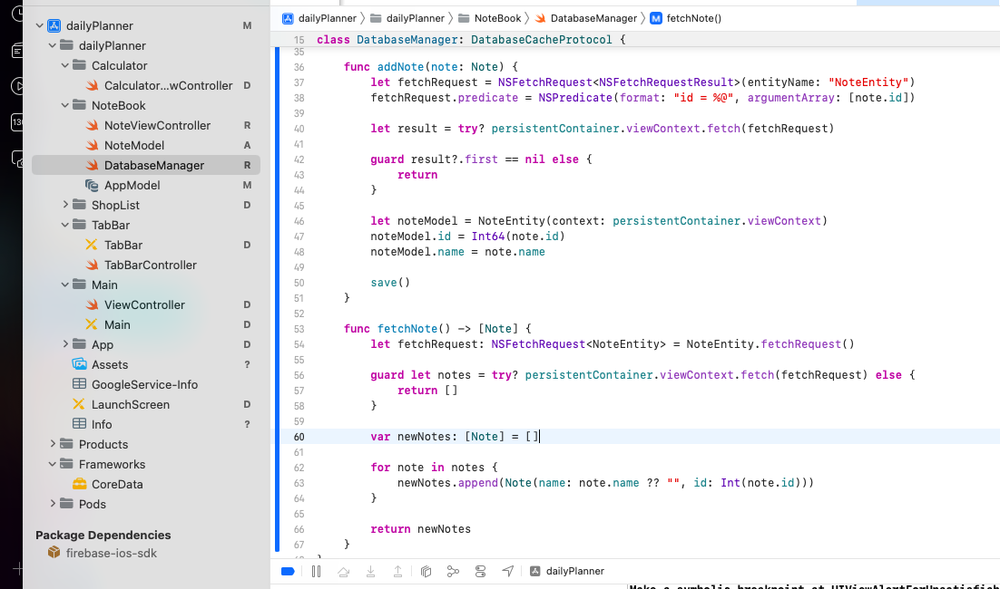 dailyPlanner M
dailyPlanner
Calculator
Calculator...wController D
NoteBook
NoteViewController R
NoteModel A
DatabaseManager R
AppModel M
ShopList D
TabBar
TabBar D
TabBarController
Main
ViewController D
Main D
App D
Assets ?
GoogleService-Info
LaunchScreen D
Info ?
Products
Frameworks
CoreData
Pods
Package Dependencies
firebase-ios-sdk
dailyPlanner dailyPlanner NoteBook DatabaseManager M fetchNote()
15 class DatabaseManager: DatabaseCacheProtocol {
35
36 func addNote(note: Note) {
37 let fetchRequest = NSFetchRequest<NSFetchRequestResult>(entityName: "NoteEntity")
38 fetchRequest.predicate = NSPredicate(format: "id = %@", argumentArray: [note.id])
39
40 let result = try? persistentContainer.viewContext.fetch(fetchRequest)
41
42 guard result?.first == nil else {
43 return
44 }
45
46 let noteModel = NoteEntity(context: persistentContainer.viewContext)
47 noteModel.id = Int64(note.id)
48 noteModel.name = note.name
49
50 save()
51 }
52
53 func fetchNote() -> [Note] {
54 let fetchRequest: NSFetchRequest<NoteEntity> = NoteEntity.fetchRequest()
55
56 guard let notes = try? persistentContainer.viewContext.fetch(fetchRequest) else {
57 return []
58 }
59
60 var newNotes: [Note] = []
61
62 for note in notes {
63 newNotes.append(Note(name: note.name ?? "", id: Int(note.id)))
64 }
65
66 return newNotes
67 }
dailyPlanner